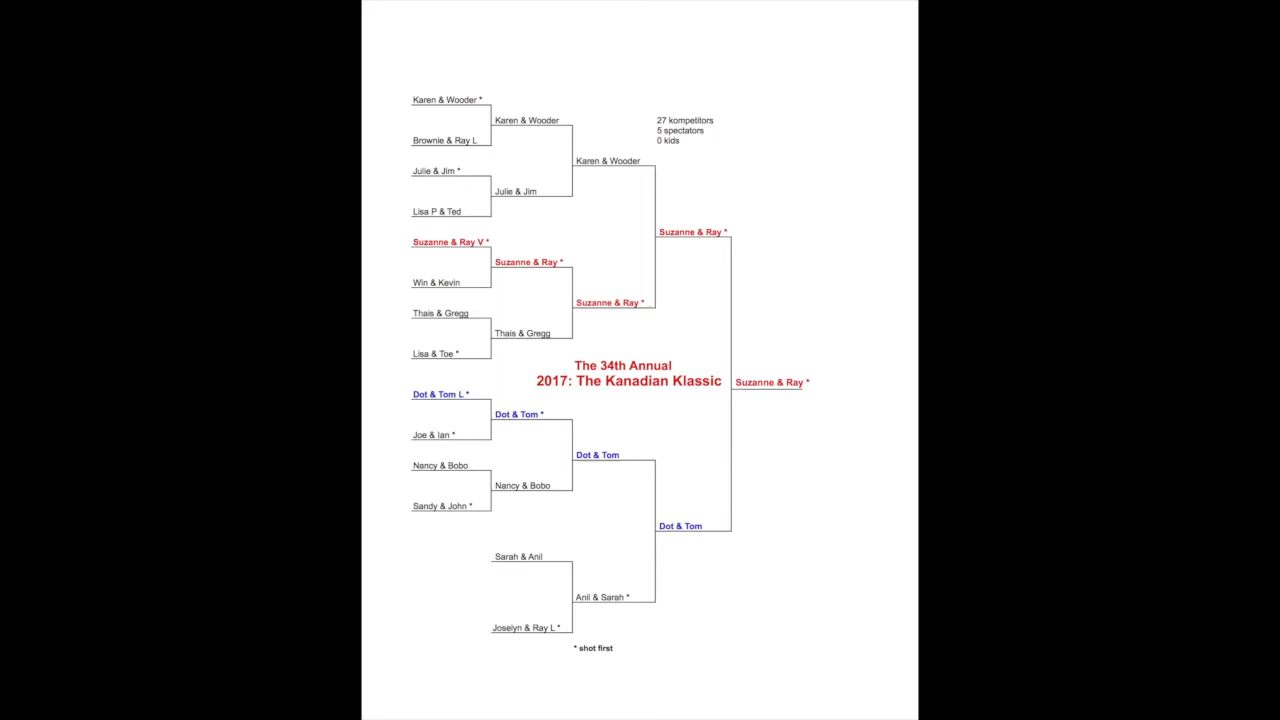 Karen & Wooder *
Karen & Wooder
27 kompetitors
5 spectators
Brownie & Ray L
0 kids
Karen & Wooder
Julie & Jim *
Julie & Jim
Lisa P & Ted
Suzanne & Ray *
Suzanne & Ray V *
Suzanne & Ray *
Win & Kevin
Suzanne & Ray *
Thais & Gregg
Thais & Gregg
Lisa & Toe *
The 34th Annual
2017: The Kanadian Klassic
Suzanne & Ray *
Dot & Tom L *
Dot & Tom *
Joe & Ian *
Dot & Tom
Nancy & Bobo
Nancy & Bobo
Sandy & John *
Dot & Tom
Sarah & Anil
Anil & Sarah *
Joselyn & Ray L *
* shot first